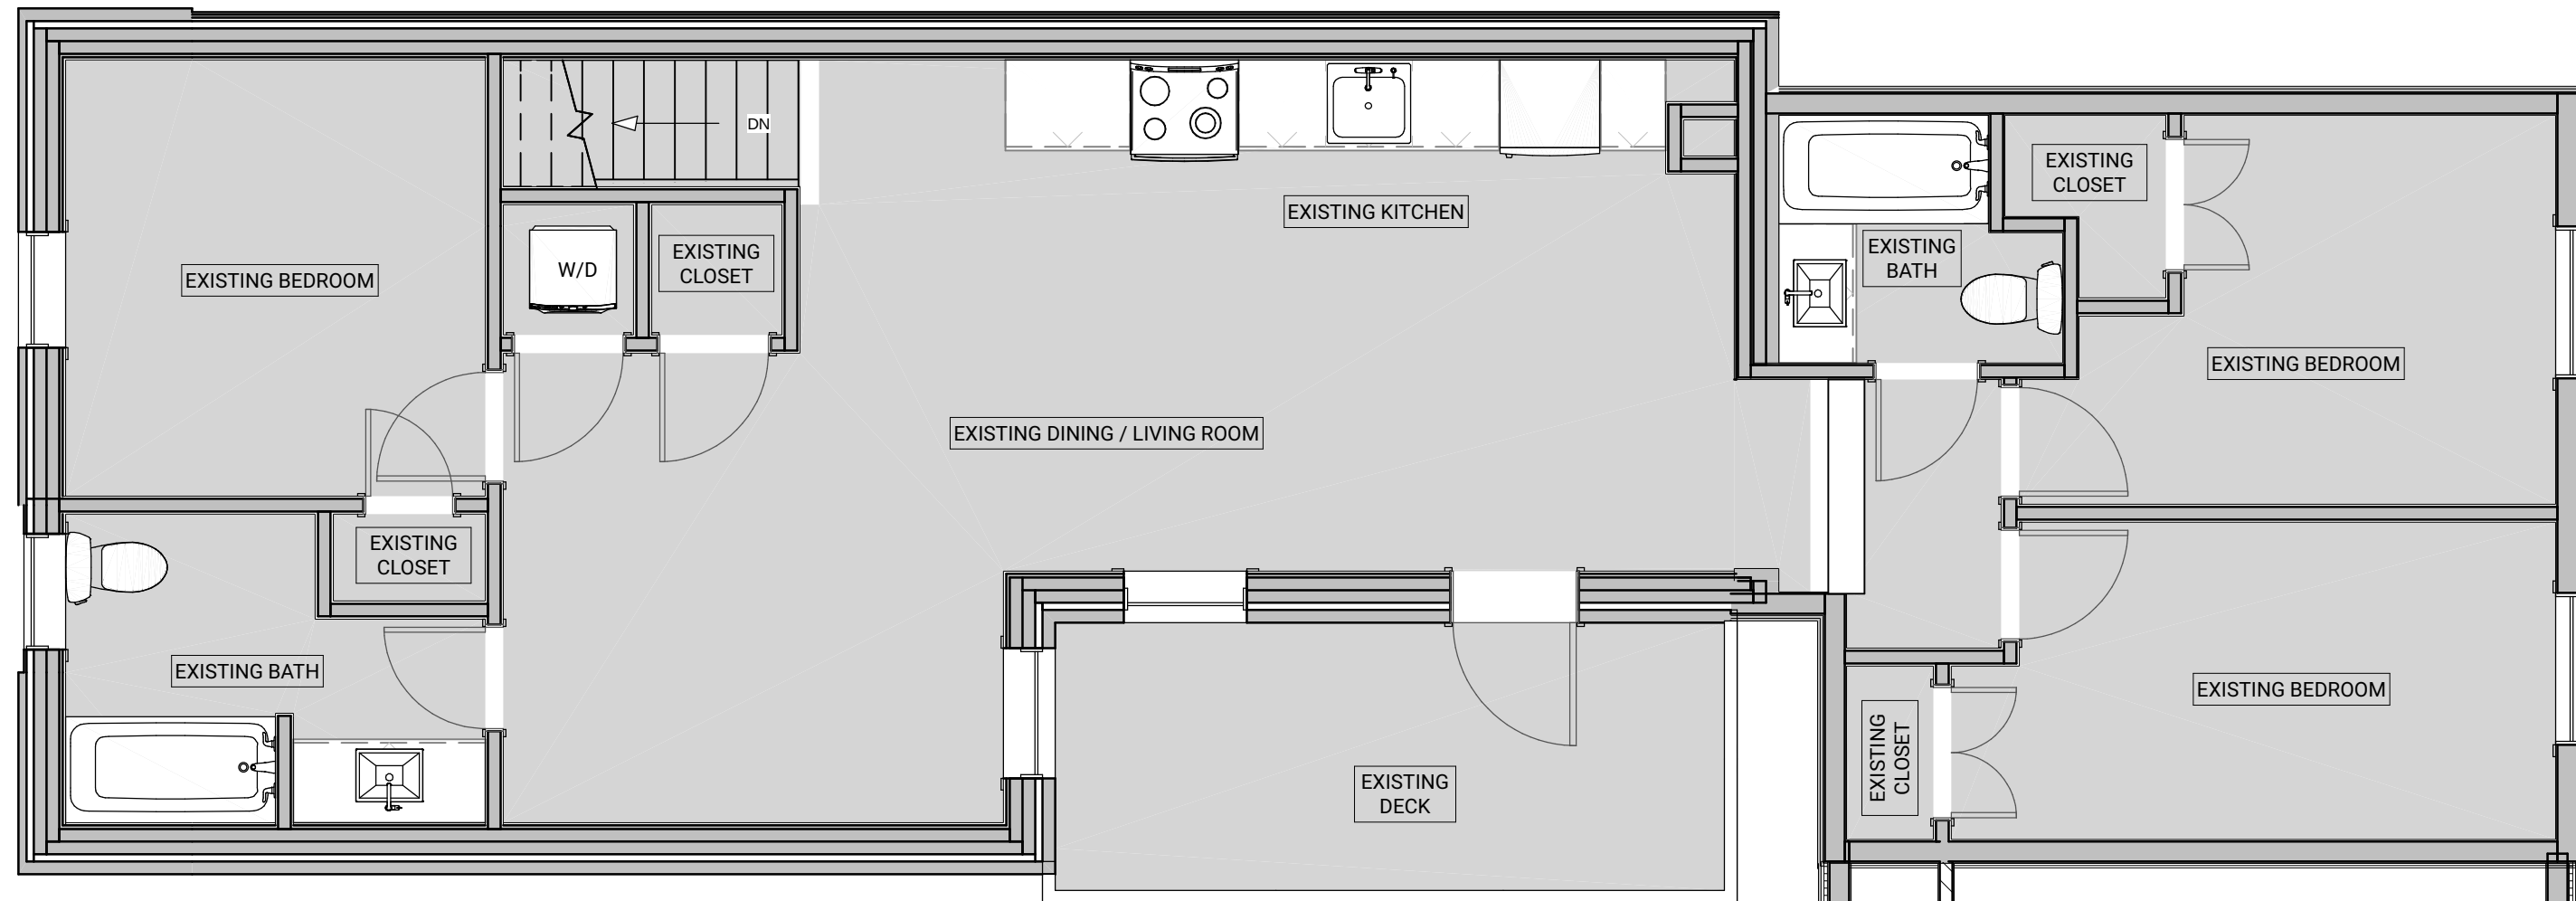 DN
EXISTING
CLOSET
EXISTING KITCHEN
EXISTING BEDROOM
W/D
EXISTING
CLOSET
EXISTING
BATH
EXISTING BEDROOM
EXISTING DINING / LIVING ROOM
EXISTING
CLOSET
EXISTING BATH
EXISTING BEDROOM
EXISTING
CLOSET
EXISTING
DECK